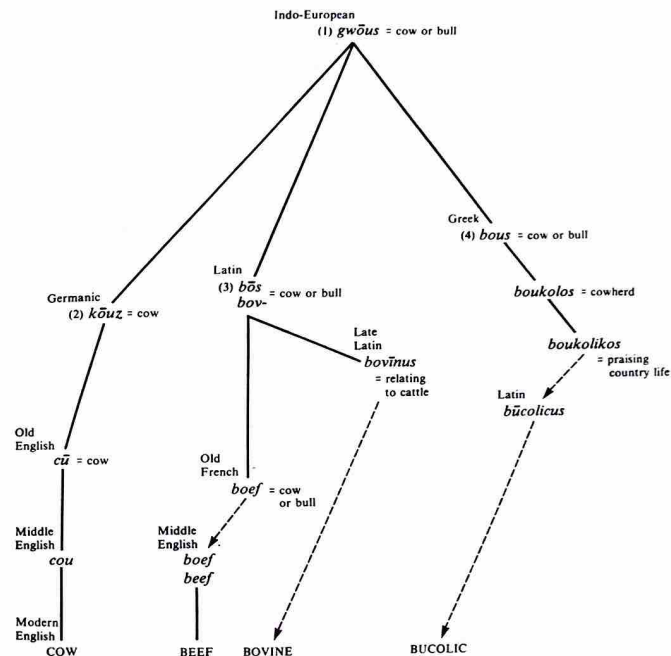 Indo-European
(1) gwōus = cow or bull
Greek
(4) bous = cow or bull
Latin
(3) bōs
bov-
= cow or bull
boukolos = cowherd
Germanic
(2) kōuz = cow
Late
Latin
bovīnus
= relating
to cattle
boukolikos
= praising
country life
Latin
būcolicus
Old
English
cū = cow
Old
French
boef = cow
or bull
Middle
English
cou
Middle
English
boef
beef
Modern
English
COW
BEEF
BOVINE
BUCOLIC